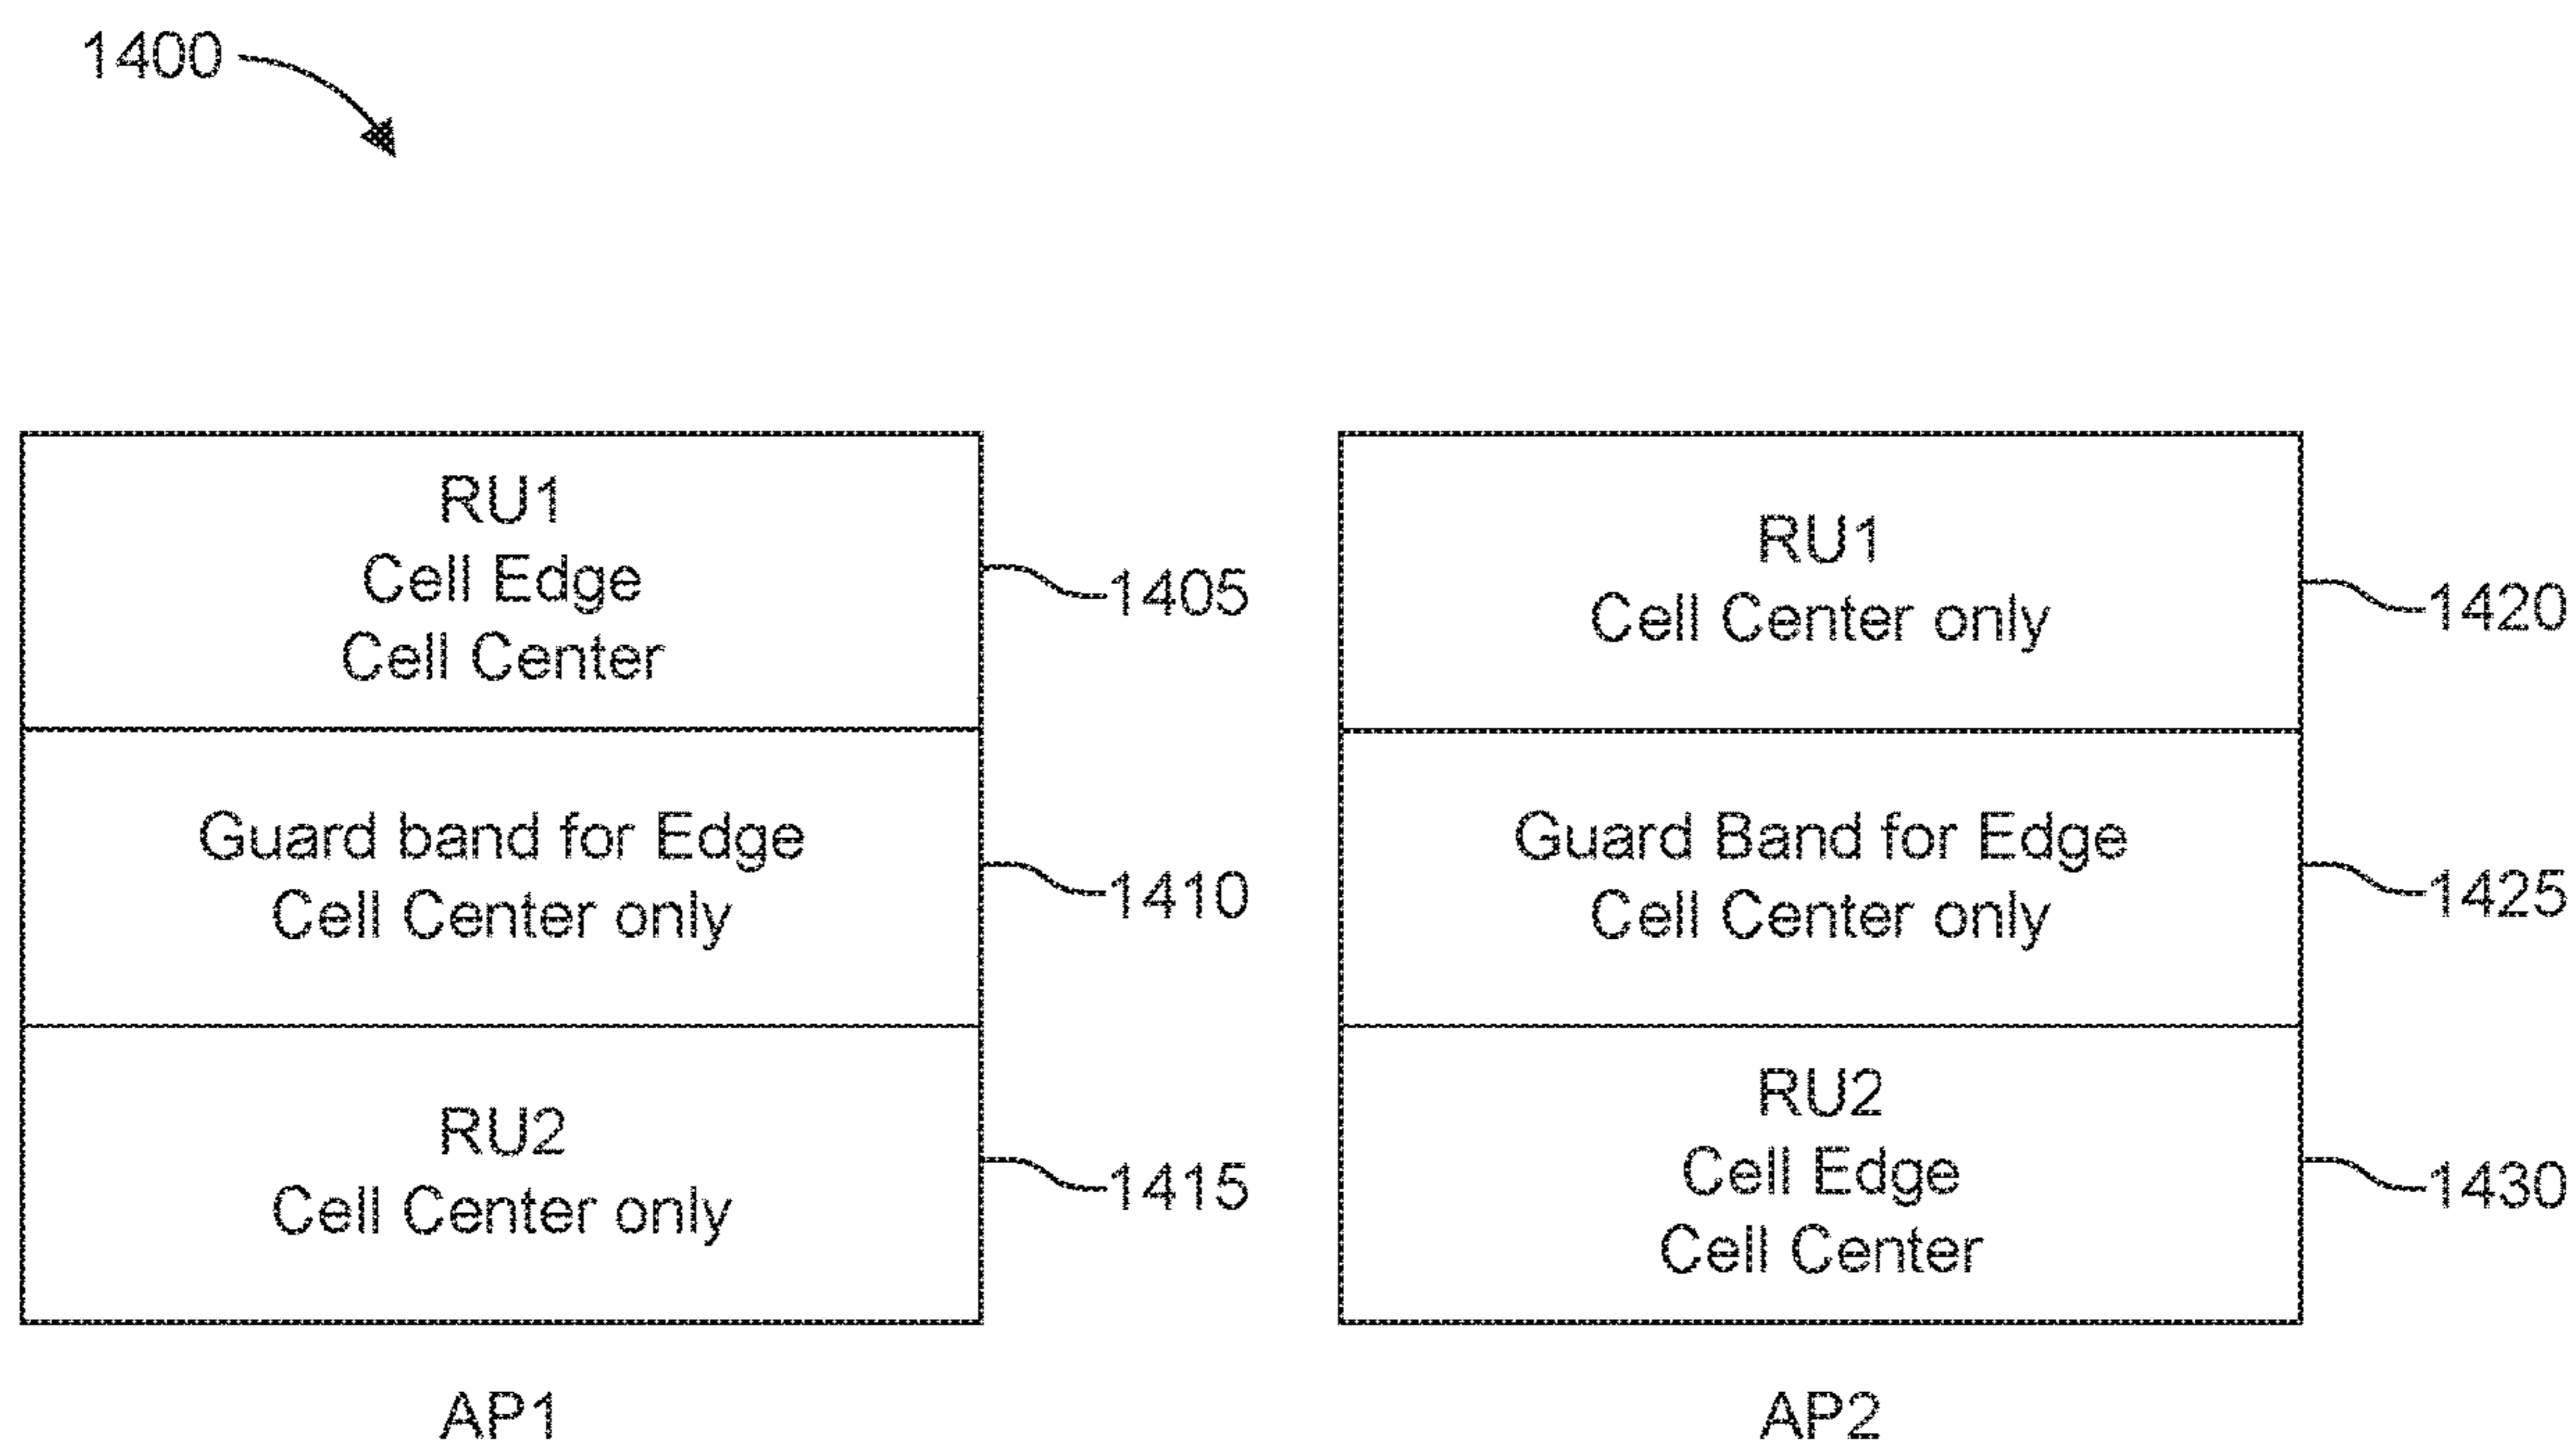 1400
RU1
Cell Edge
Cell Center
1405
Guard band for Edge
Cell Center only
1410
RU2
Cell Center only
1415
AP1
RU1
Cell Center only
1420
Guard Band for Edge
Cell Center only
1425
RU2
Cell Edge
Cell Center
1430
AP2